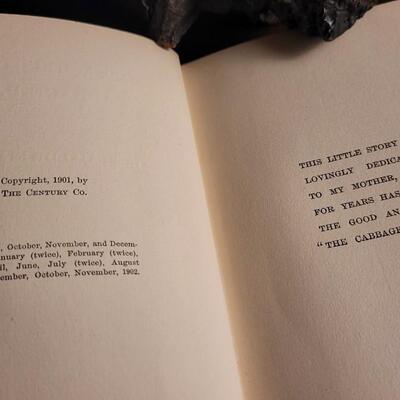 Copyright, 1901, by
The Century Co.
, October, November, and Decem-
nuary (twice), February (twice),
il, June, July (twice), August
ember, October, November, 1902.
THIS LITTLE STORY
LOVINGLY DEDICA
TO MY MOTHER,
FOR YEARS HAS
THE GOOD AN
"THE CABBAGE